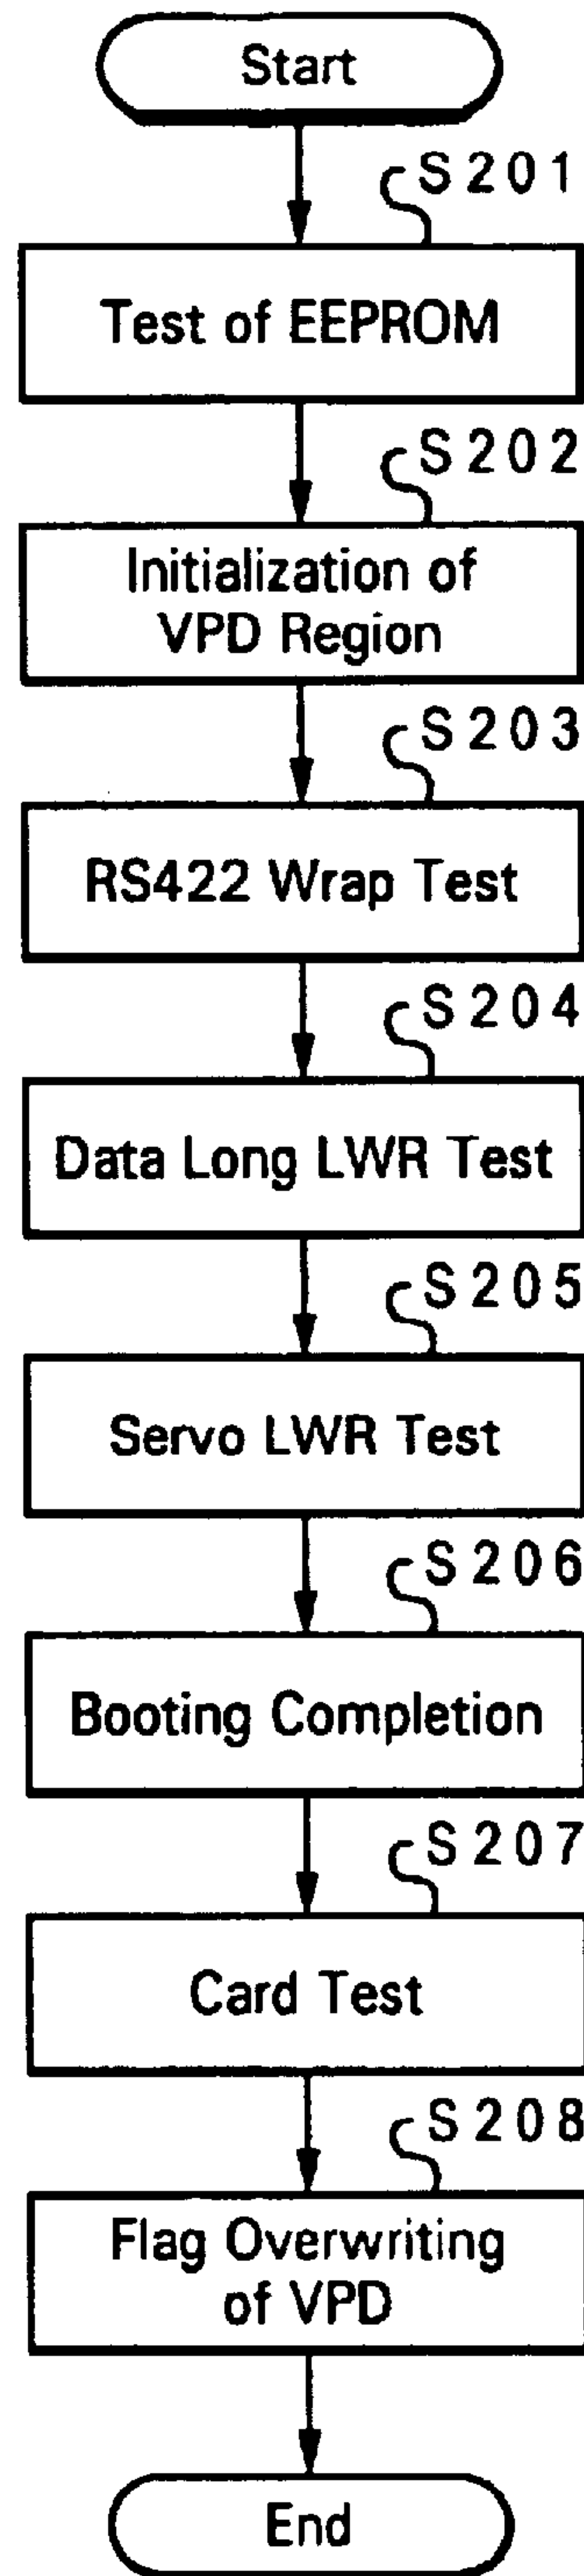 Start
S201
Test of EEPROM
S202
Initialization of
VPD Region
S203
RS422 Wrap Test
S204
Data Long LWR Test
S205
Servo LWR Test
S206
Booting Completion
S207
Card Test
S208
Flag Overwriting
of VPD
End